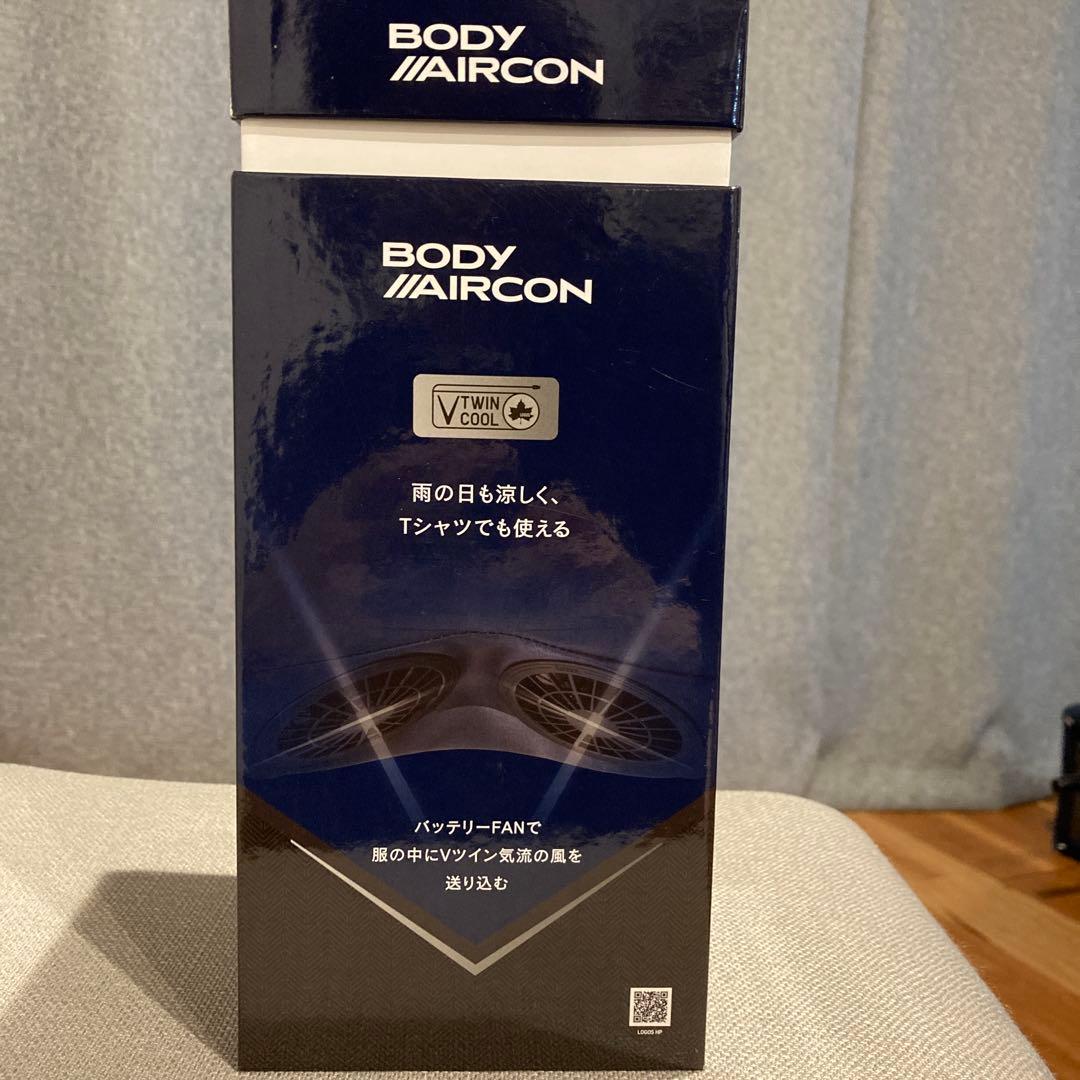 BODY
AIRCON
BODY
AIRCON
V TWIN
COOL
雨の日も涼しく、
Tシャツでも使える
バッテリーFANで
服の中にVツイン気流の風を
送り込む
LOGOS HP